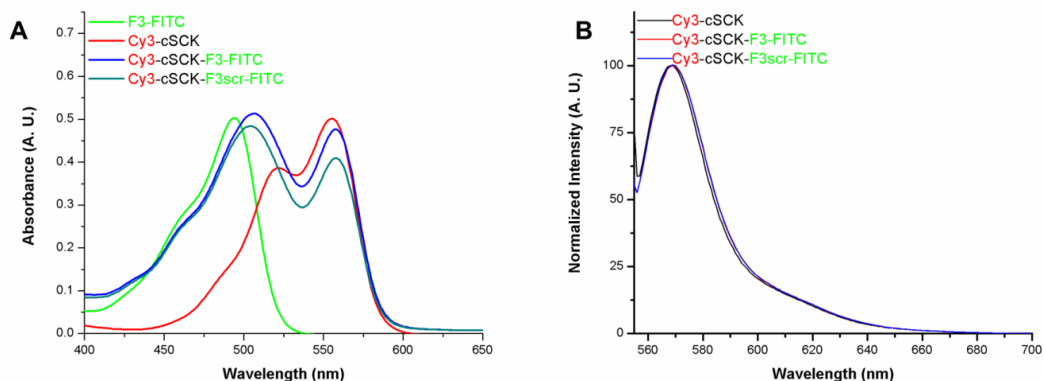 A
F3-FITC
Cy3-cSCK
Cy3-cSCK-F3-FITC
Cy3-cSCK-F3scr-FITC
Absorbance (A. U.)
0.7
0.6
0.5
0.4
0.3
0.2
0.1
0.0
400 450 500 550 600 650
Wavelength (nm)
B
Cy3-cSCK
Cy3-cSCK-F3-FITC
Cy3-cSCK-F3scr-FITC
Normalized Intensity (A. U.)
100
75
50
25
0
560 580 600 620 640 660 680 700
Wavelength (nm)